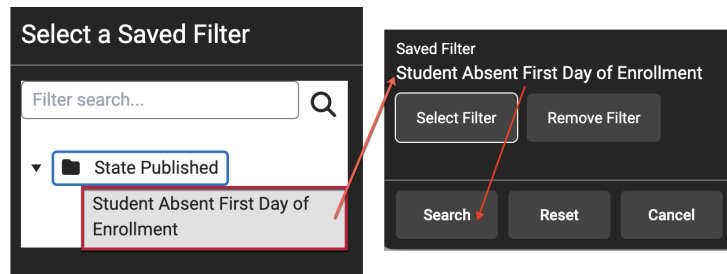 Select a Saved Filter
Filter search...
State Published
Student Absent First Day of
Enrollment
Saved Filter
Student Absent First Day of Enrollment
Select Filter
Remove Filter
Search
Reset
Cancel